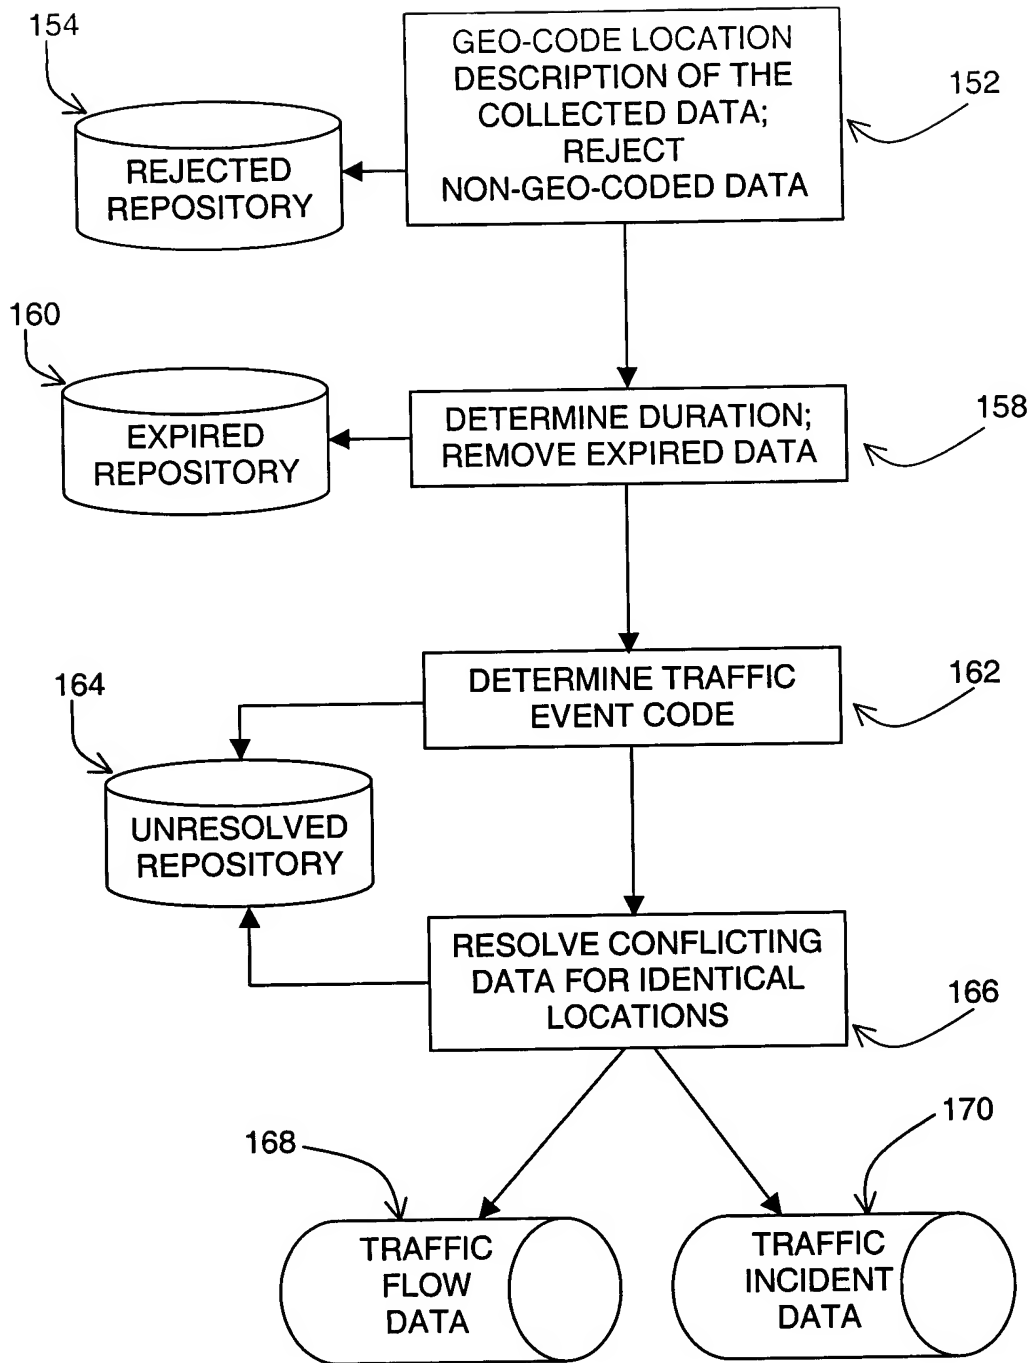 154
GEO-CODE LOCATION
DESCRIPTION OF THE
COLLECTED DATA;
REJECT
NON-GEO-CODED DATA
152
REJECTED
REPOSITORY
160
EXPIRED
REPOSITORY
DETERMINE DURATION;
REMOVE EXPIRED DATA
158
164
DETERMINE TRAFFIC
EVENT CODE
162
UNRESOLVED
REPOSITORY
RESOLVE CONFLICTING
DATA FOR IDENTICAL
LOCATIONS
166
168
170
TRAFFIC
FLOW
DATA
TRAFFIC
INCIDENT
DATA